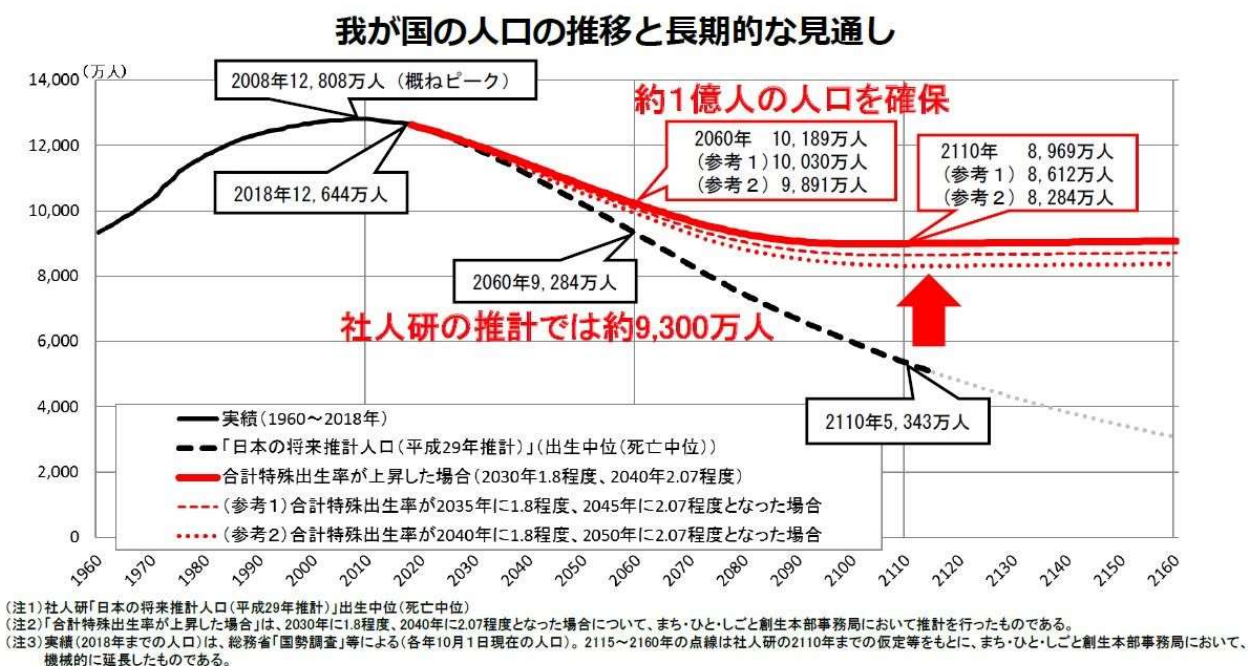 我が国の人口の推移と長期的な見通し
(万人)
14,000
12,000
10,000
8,000
6,000
4,000
2,000
0
2008年12,808万人（概ねピーク）
2018年12,644万人
約1億人の人口を確保
2060年 10,189万人
(参考1)10,030万人
(参考2) 9,891万人
2110年 8,969万人
(参考1) 8,612万人
(参考2) 8,284万人
2060年9,284万人
社人研の推計では約9,300万人
2110年5,343万人
実績(1960～2018年)
「日本の将来推計人口(平成29年推計)」(出生中位(死亡中位))
合計特殊出生率が上昇した場合(2030年1.8程度、2040年2.07程度)
(参考1)合計特殊出生率が2035年に1.8程度、2045年に2.07程度となった場合
(参考2)合計特殊出生率が2040年に1.8程度、2050年に2.07程度となった場合
1960 1970 1980 1990 2000 2010 2020 2030 2040 2050 2060 2070 2080 2090 2100 2110 2120 2130 2140 2150 2160
(注1)社人研「日本の将来推計人口(平成29年推計)」出生中位(死亡中位)
(注2)「合計特殊出生率が上昇した場合」は、2030年に1.8程度、2040年に2.07程度となった場合について、まち・ひと・しごと創生本部事務局において推計を行ったものである。
(注3)実績(2018年までの人口)は、総務省「国勢調査」等による(各年10月1日現在の人口)。2115～2160年の点線は社人研の2110年までの仮定等をもとに、まち・ひと・しごと創生本部事務局において、
機械的に延長したものである。